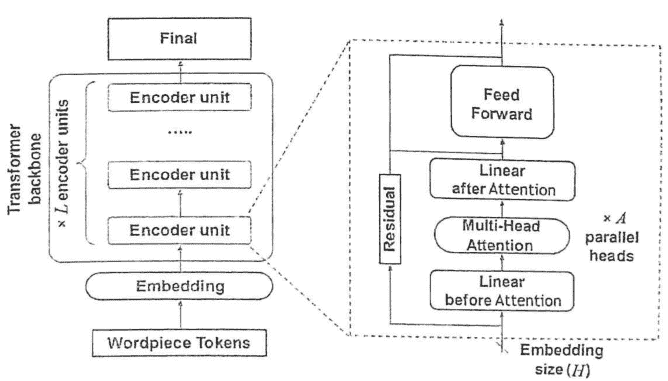 Final
Transformer
backbone
× L encoder units
Encoder unit
.....
Encoder unit
Encoder unit
Embedding
Wordpiece Tokens
Feed
Forward
Linear
after Attention
Residual
Multi-Head
Attention
× A
parallel
heads
Linear
before Attention
Embedding
size (H)